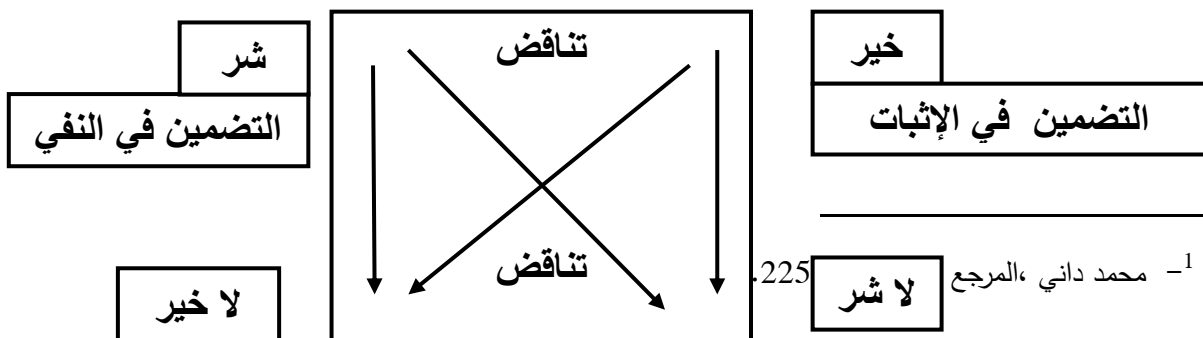 خير
تناقض
شر
التضمين في الإثبات
التضمين في النفي
1- محمد داني ،المرجع 225.
لا شر
تناقض
لا خير